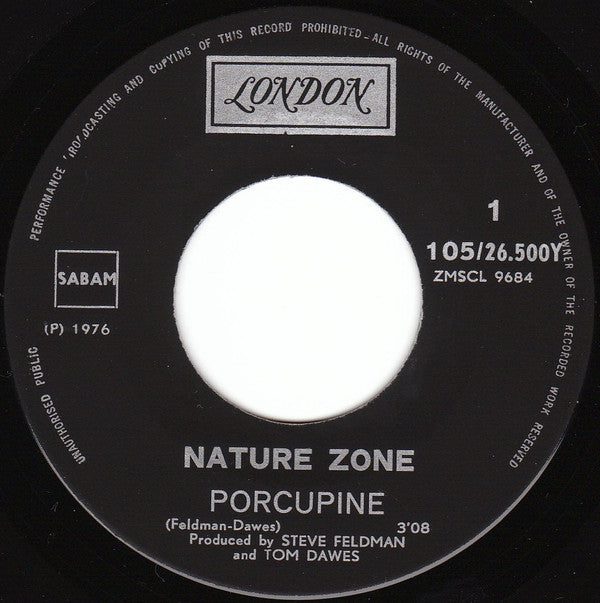 UNAUTHORISED PUBLIC PERFORMANCE BROADCASTING AND COPYING OF THIS RECORD PROHIBITED - ALL RIGHTS OF THE MANUFACTURER AND OF THE OWNER OF THE RECORDED WORK RESERVED
LONDON
1
105/26.500Y
ZMSCL 9684
SABAM
(P) 1976
NATURE ZONE
PORCUPINE
(Feldman-Dawes) 3'08
Produced by STEVE FELDMAN
and TOM DAWES